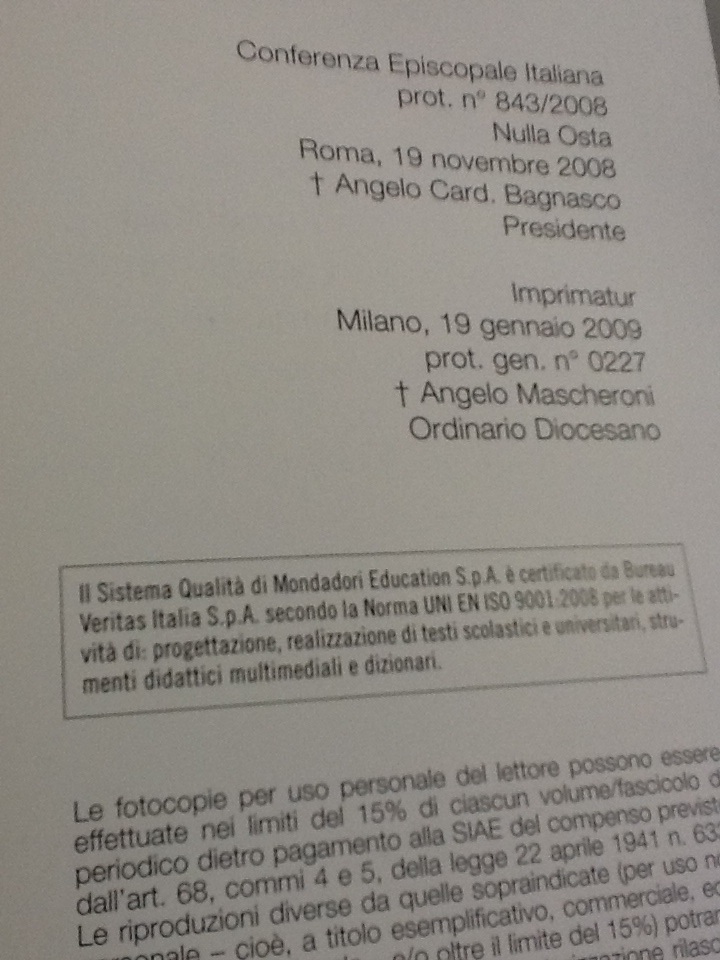 Conferenza Episcopale Italiana
prot. n° 843/2008
Nulla Osta
Roma, 19 novembre 2008
† Angelo Card. Bagnasco
Presidente
Imprimatur
Milano, 19 gennaio 2009
prot. gen. n° 0227
† Angelo Mascheroni
Ordinario Diocesano
Il Sistema Qualità di Mondadori Education S.p.A. è certificato da Bureau
Veritas Italia S.p.A. secondo la Norma UNI EN ISO 9001:2008 per le atti-
vità di: progettazione, realizzazione di testi scolastici e universitari, stru-
menti didattici multimediali e dizionari.
Le fotocopie per uso personale del lettore possono essere
effettuate nei limiti del 15% di ciascun volume/fascicolo d
periodico dietro pagamento alla SIAE del compenso previst
dall'art. 68, commi 4 e 5, della legge 22 aprile 1941 n. 63
Le riproduzioni diverse da quelle sopraindicate (per uso no
– cioè, a titolo esemplificativo, commerciale, ed
e/o oltre il limite del 15%) potran